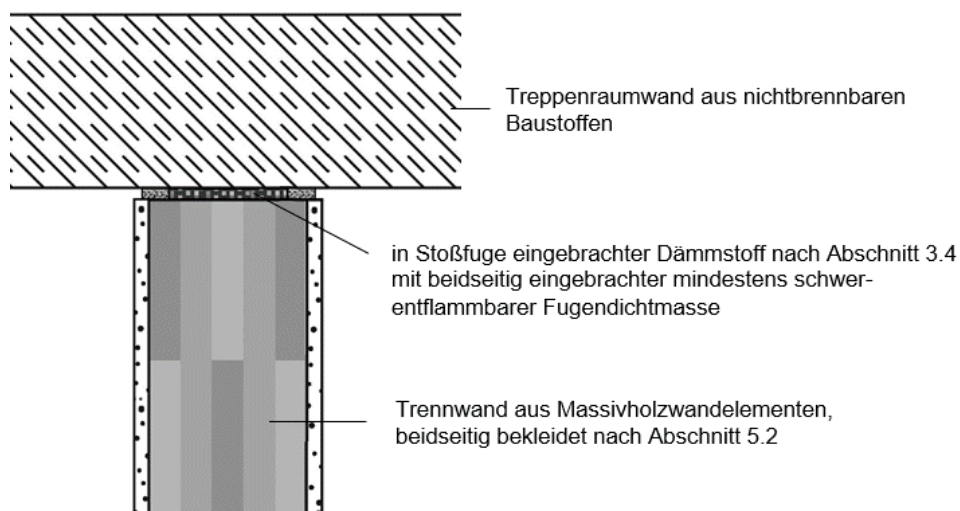 Treppenraumwand aus nichtbrennbaren
Baustoffen
in Stoßfuge eingebrachter Dämmstoff nach Abschnitt 3.4
mit beidseitig eingebrachter mindestens schwer-
entflammbarer Fugendichtmasse
Trennwand aus Massivholzwandelementen,
beidseitig bekleidet nach Abschnitt 5.2